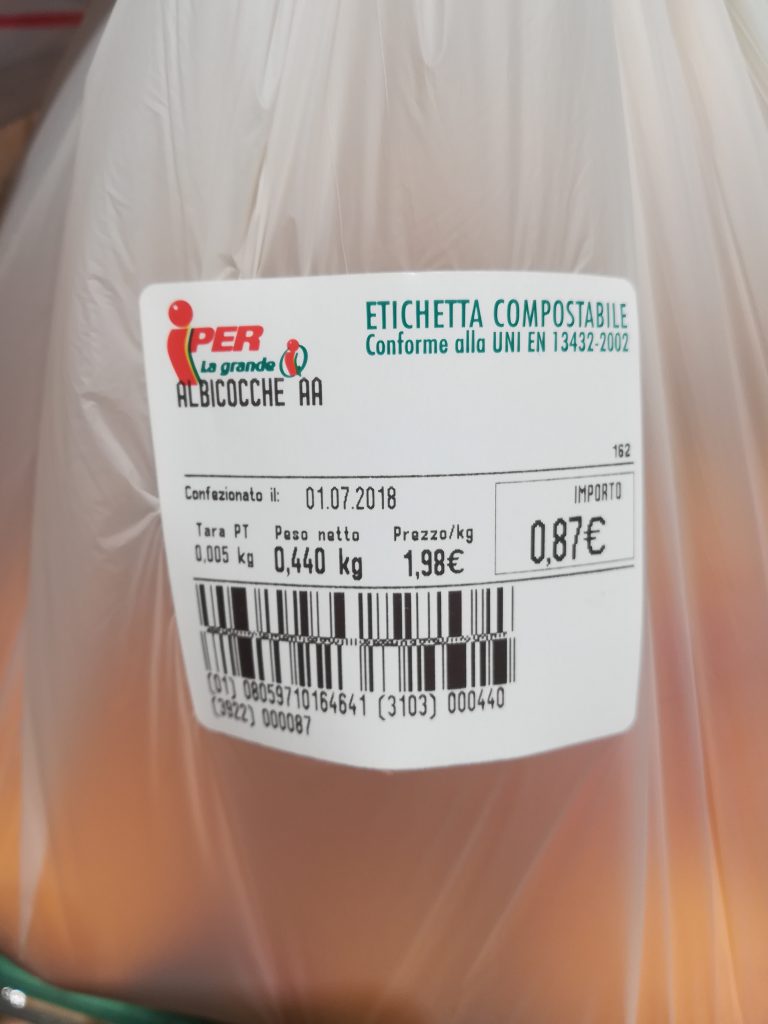 iPER
La grande i
ETICHETTA COMPOSTABILE
Conforme alla UNI EN 13432-2002
ALBICOCCHE AA
162
Confezionato il: 01.07.2018
IMPORTO
0,87€
Tara PT Peso netto Prezzo/kg
0,005 kg 0,440 kg 1,98€
(01) 08059710164641 (3103) 000440
(3922) 000087